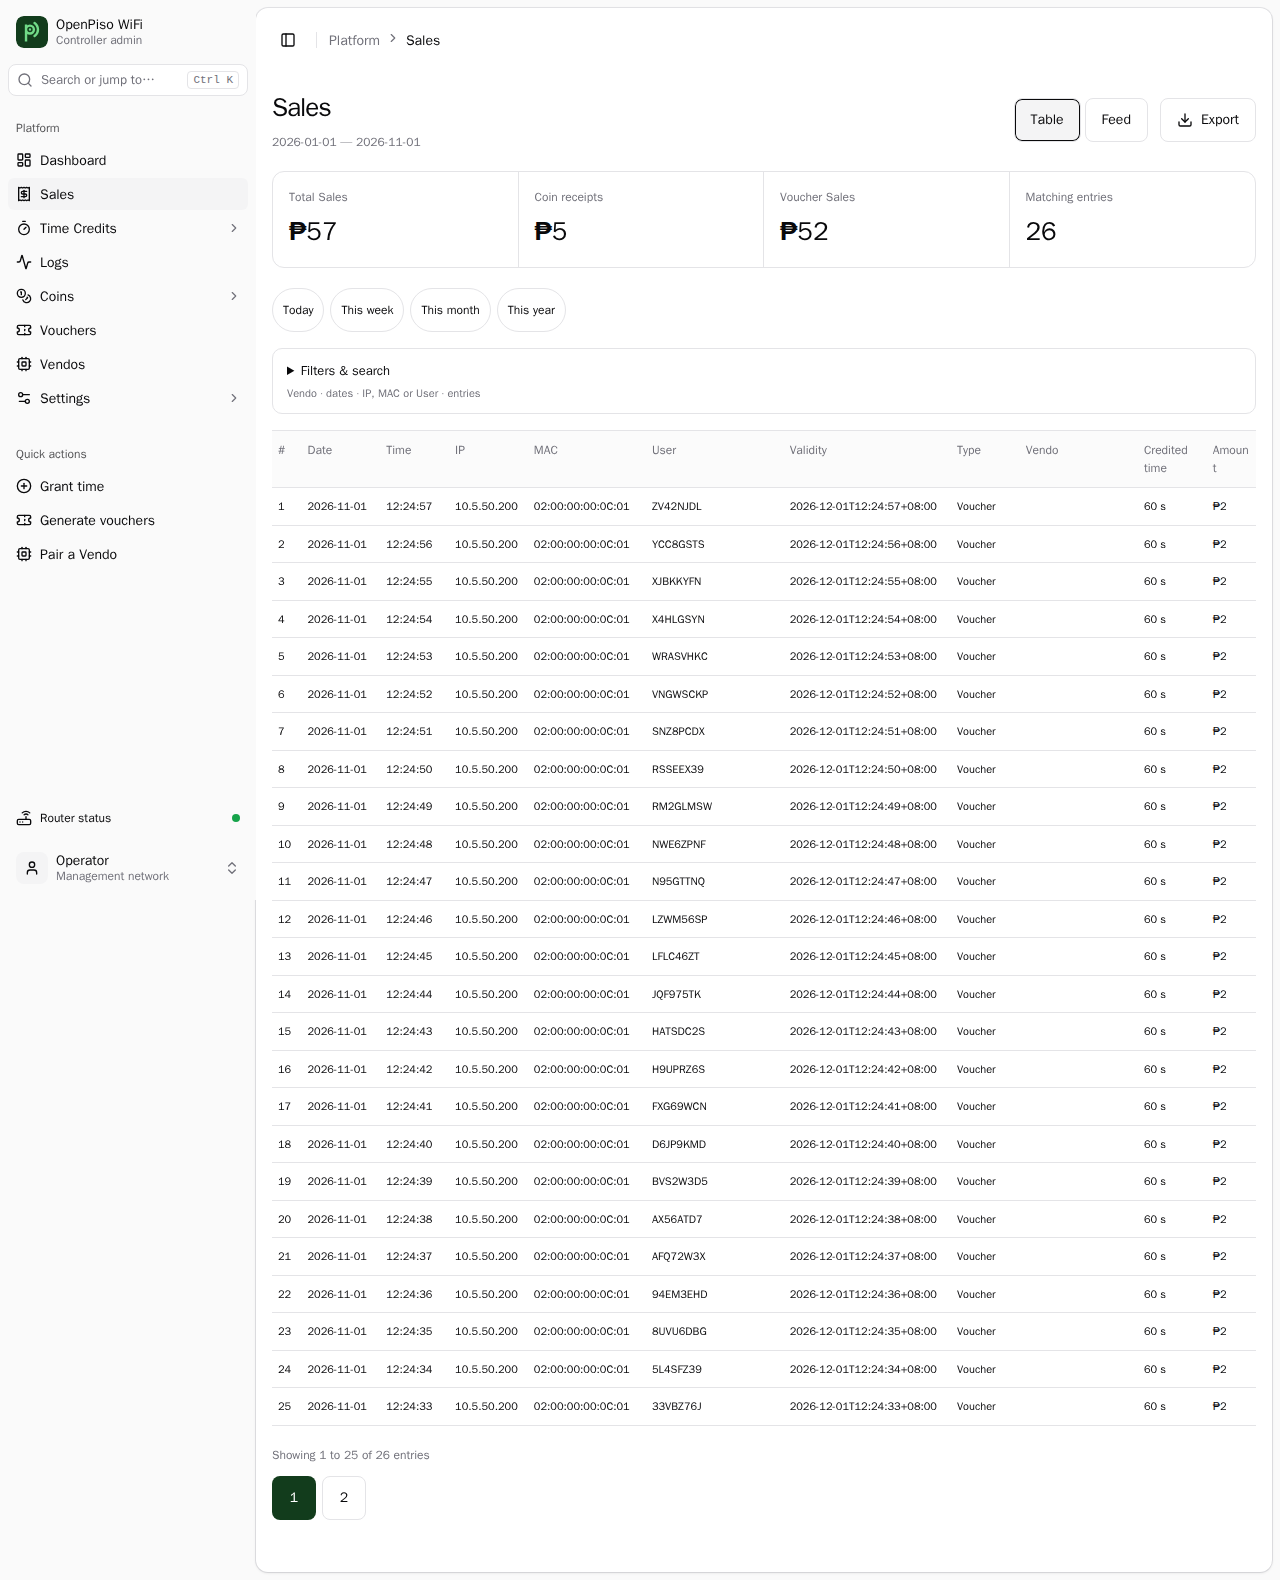 OpenPiso WiFi
Controller admin
Search or jump to... Ctrl K
Platform
Dashboard
Sales
Time Credits
Logs
Coins
Vouchers
Vendos
Settings
Quick actions
Grant time
Generate vouchers
Pair a Vendo
Router status
Operator
Management network
Platform > Sales
Sales
2026-01-01 — 2026-11-01
Table Feed Export
Total Sales Coin receipts Voucher Sales Matching entries
₱57 ₱5 ₱52 26
Today This week This month This year
▶ Filters & search
Vendo · dates · IP, MAC or User · entries
# Date Time IP MAC User Validity Type Vendo Credited Amoun
time t
1 2026-11-01 12:24:57 10.5.50.200 02:00:00:00:0C:01 ZV42NJDL 2026-12-01T12:24:57+08:00 Voucher 60 s ₱2
2 2026-11-01 12:24:56 10.5.50.200 02:00:00:00:0C:01 YCC8GSTS 2026-12-01T12:24:56+08:00 Voucher 60 s ₱2
3 2026-11-01 12:24:55 10.5.50.200 02:00:00:00:0C:01 XJBKKYFN 2026-12-01T12:24:55+08:00 Voucher 60 s ₱2
4 2026-11-01 12:24:54 10.5.50.200 02:00:00:00:0C:01 X4HLGSYN 2026-12-01T12:24:54+08:00 Voucher 60 s ₱2
5 2026-11-01 12:24:53 10.5.50.200 02:00:00:00:0C:01 WRASVHKC 2026-12-01T12:24:53+08:00 Voucher 60 s ₱2
6 2026-11-01 12:24:52 10.5.50.200 02:00:00:00:0C:01 VNGWSCKP 2026-12-01T12:24:52+08:00 Voucher 60 s ₱2
7 2026-11-01 12:24:51 10.5.50.200 02:00:00:00:0C:01 SNZ8PCDX 2026-12-01T12:24:51+08:00 Voucher 60 s ₱2
8 2026-11-01 12:24:50 10.5.50.200 02:00:00:00:0C:01 RSSEEX39 2026-12-01T12:24:50+08:00 Voucher 60 s ₱2
9 2026-11-01 12:24:49 10.5.50.200 02:00:00:00:0C:01 RM2GLMSW 2026-12-01T12:24:49+08:00 Voucher 60 s ₱2
10 2026-11-01 12:24:48 10.5.50.200 02:00:00:00:0C:01 NWE6ZPNF 2026-12-01T12:24:48+08:00 Voucher 60 s ₱2
11 2026-11-01 12:24:47 10.5.50.200 02:00:00:00:0C:01 N95GTTNQ 2026-12-01T12:24:47+08:00 Voucher 60 s ₱2
12 2026-11-01 12:24:46 10.5.50.200 02:00:00:00:0C:01 LZWM56SP 2026-12-01T12:24:46+08:00 Voucher 60 s ₱2
13 2026-11-01 12:24:45 10.5.50.200 02:00:00:00:0C:01 LFLC46ZT 2026-12-01T12:24:45+08:00 Voucher 60 s ₱2
14 2026-11-01 12:24:44 10.5.50.200 02:00:00:00:0C:01 JQF975TK 2026-12-01T12:24:44+08:00 Voucher 60 s ₱2
15 2026-11-01 12:24:43 10.5.50.200 02:00:00:00:0C:01 HATSDC2S 2026-12-01T12:24:43+08:00 Voucher 60 s ₱2
16 2026-11-01 12:24:42 10.5.50.200 02:00:00:00:0C:01 H9UPRZ6S 2026-12-01T12:24:42+08:00 Voucher 60 s ₱2
17 2026-11-01 12:24:41 10.5.50.200 02:00:00:00:0C:01 FXG69WCN 2026-12-01T12:24:41+08:00 Voucher 60 s ₱2
18 2026-11-01 12:24:40 10.5.50.200 02:00:00:00:0C:01 D6JP9KMD 2026-12-01T12:24:40+08:00 Voucher 60 s ₱2
19 2026-11-01 12:24:39 10.5.50.200 02:00:00:00:0C:01 BVS2W3D5 2026-12-01T12:24:39+08:00 Voucher 60 s ₱2
20 2026-11-01 12:24:38 10.5.50.200 02:00:00:00:0C:01 AX56ATD7 2026-12-01T12:24:38+08:00 Voucher 60 s ₱2
21 2026-11-01 12:24:37 10.5.50.200 02:00:00:00:0C:01 AFQ72W3X 2026-12-01T12:24:37+08:00 Voucher 60 s ₱2
22 2026-11-01 12:24:36 10.5.50.200 02:00:00:00:0C:01 94EM3EHD 2026-12-01T12:24:36+08:00 Voucher 60 s ₱2
23 2026-11-01 12:24:35 10.5.50.200 02:00:00:00:0C:01 8UVU6DBG 2026-12-01T12:24:35+08:00 Voucher 60 s ₱2
24 2026-11-01 12:24:34 10.5.50.200 02:00:00:00:0C:01 5L4SFZ39 2026-12-01T12:24:34+08:00 Voucher 60 s ₱2
25 2026-11-01 12:24:33 10.5.50.200 02:00:00:00:0C:01 33VBZ76J 2026-12-01T12:24:33+08:00 Voucher 60 s ₱2
Showing 1 to 25 of 26 entries
1 2